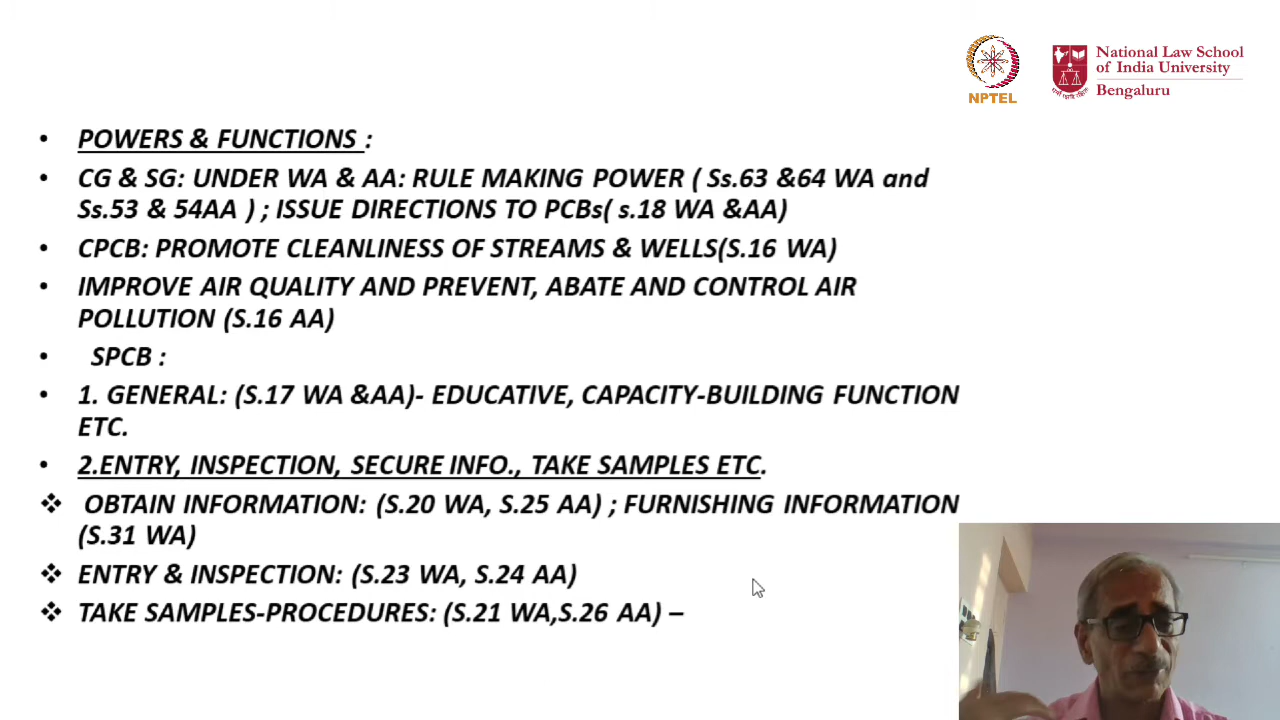 NPTEL
National Law School
of India University
Bengaluru
• POWERS & FUNCTIONS :
• CG & SG: UNDER WA & AA: RULE MAKING POWER ( Ss.63 &64 WA and
Ss.53 & 54AA ) ; ISSUE DIRECTIONS TO PCBs( s.18 WA &AA)
• CPCB: PROMOTE CLEANLINESS OF STREAMS & WELLS(S.16 WA)
• IMPROVE AIR QUALITY AND PREVENT, ABATE AND CONTROL AIR
POLLUTION (S.16 AA)
• SPCB :
• 1. GENERAL: (S.17 WA &AA)- EDUCATIVE, CAPACITY-BUILDING FUNCTION
ETC.
• 2.ENTRY, INSPECTION, SECURE INFO., TAKE SAMPLES ETC.
❖ OBTAIN INFORMATION: (S.20 WA, S.25 AA) ; FURNISHING INFORMATION
(S.31 WA)
❖ ENTRY & INSPECTION: (S.23 WA, S.24 AA)
❖ TAKE SAMPLES-PROCEDURES: (S.21 WA,S.26 AA) –